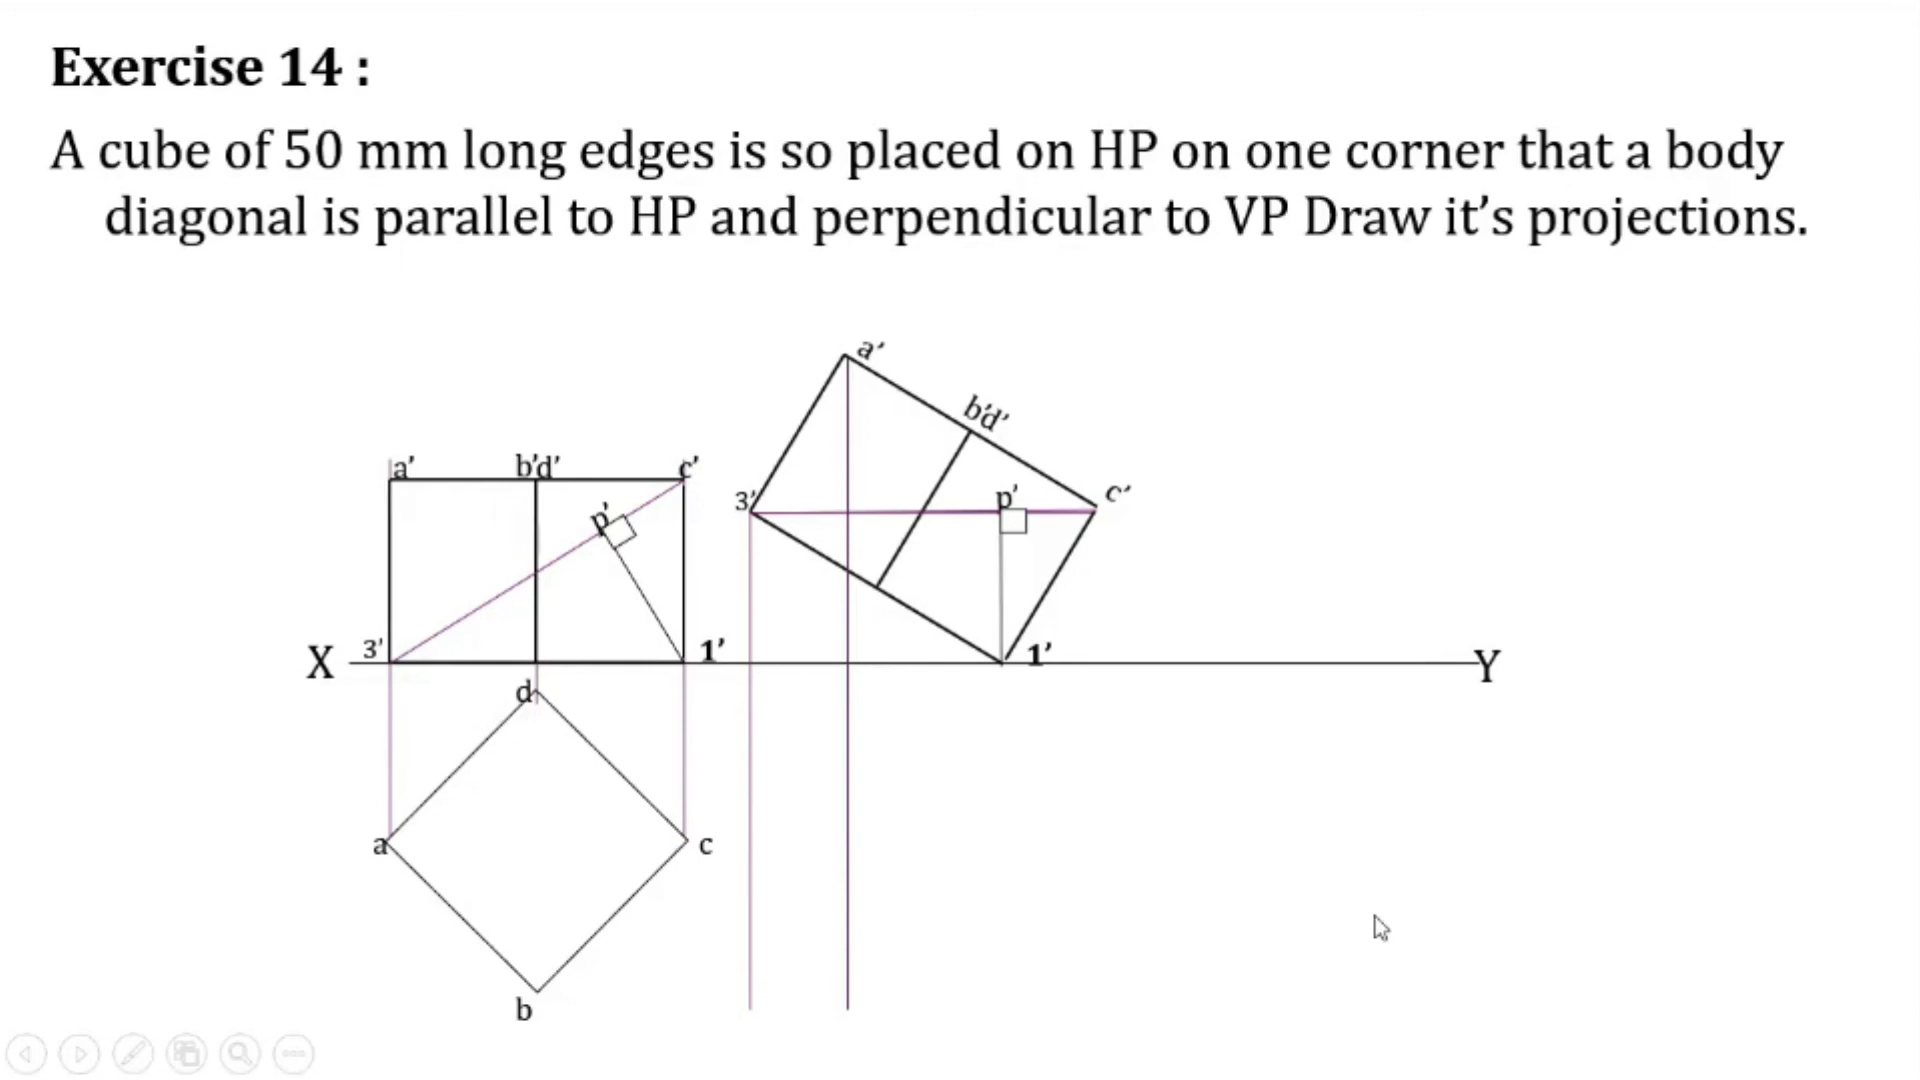 Exercise 14 :
A cube of 50 mm long edges is so placed on HP on one corner that a body
diagonal is parallel to HP and perpendicular to VP Draw it’s projections.
a’
b’d’
a’ b’d’ c’
3’ p’ c’
p’
X 3' 1’ 1’ Y
d
a c
b